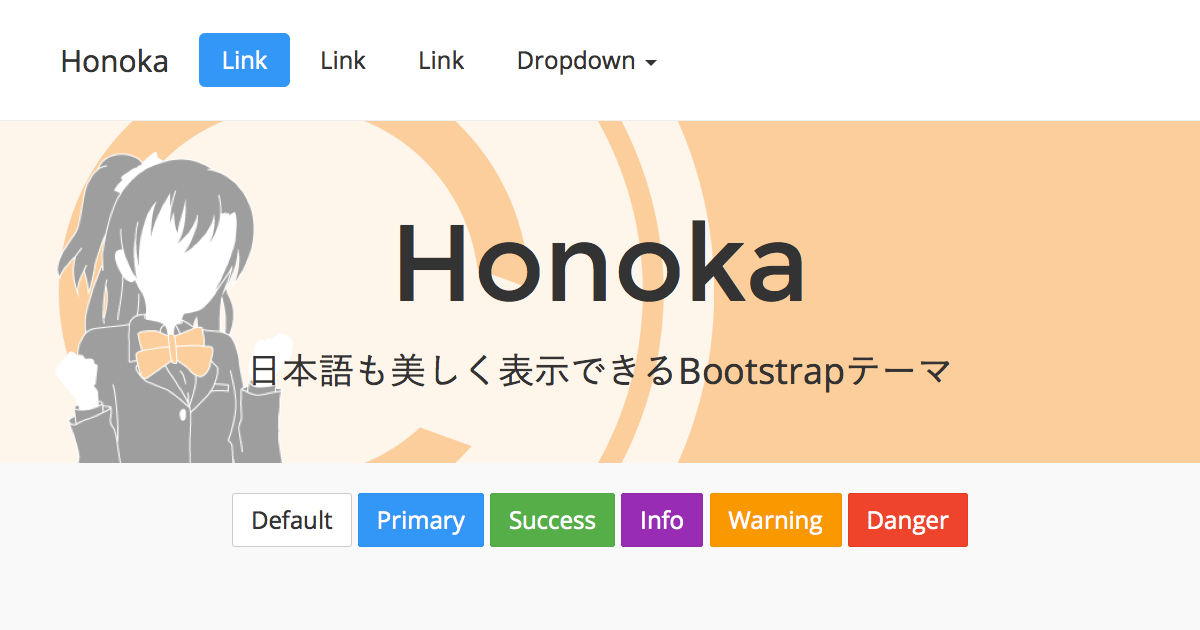 Honoka Link Link Link Dropdown
Honoka
日本語も美しく表示できるBootstrapテーマ
Default Primary Success Info Warning Danger